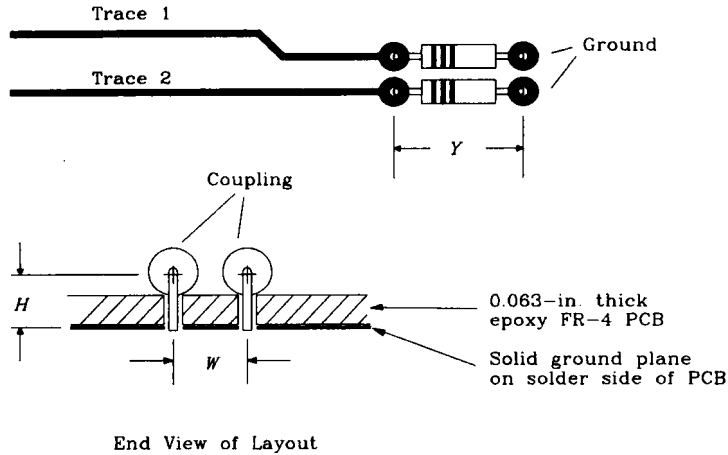 Trace 1
Trace 2
Ground
Y
Coupling
H
W
0.063-in. thick
epoxy FR-4 PCB
Solid ground plane
on solder side of PCB
End View of Layout